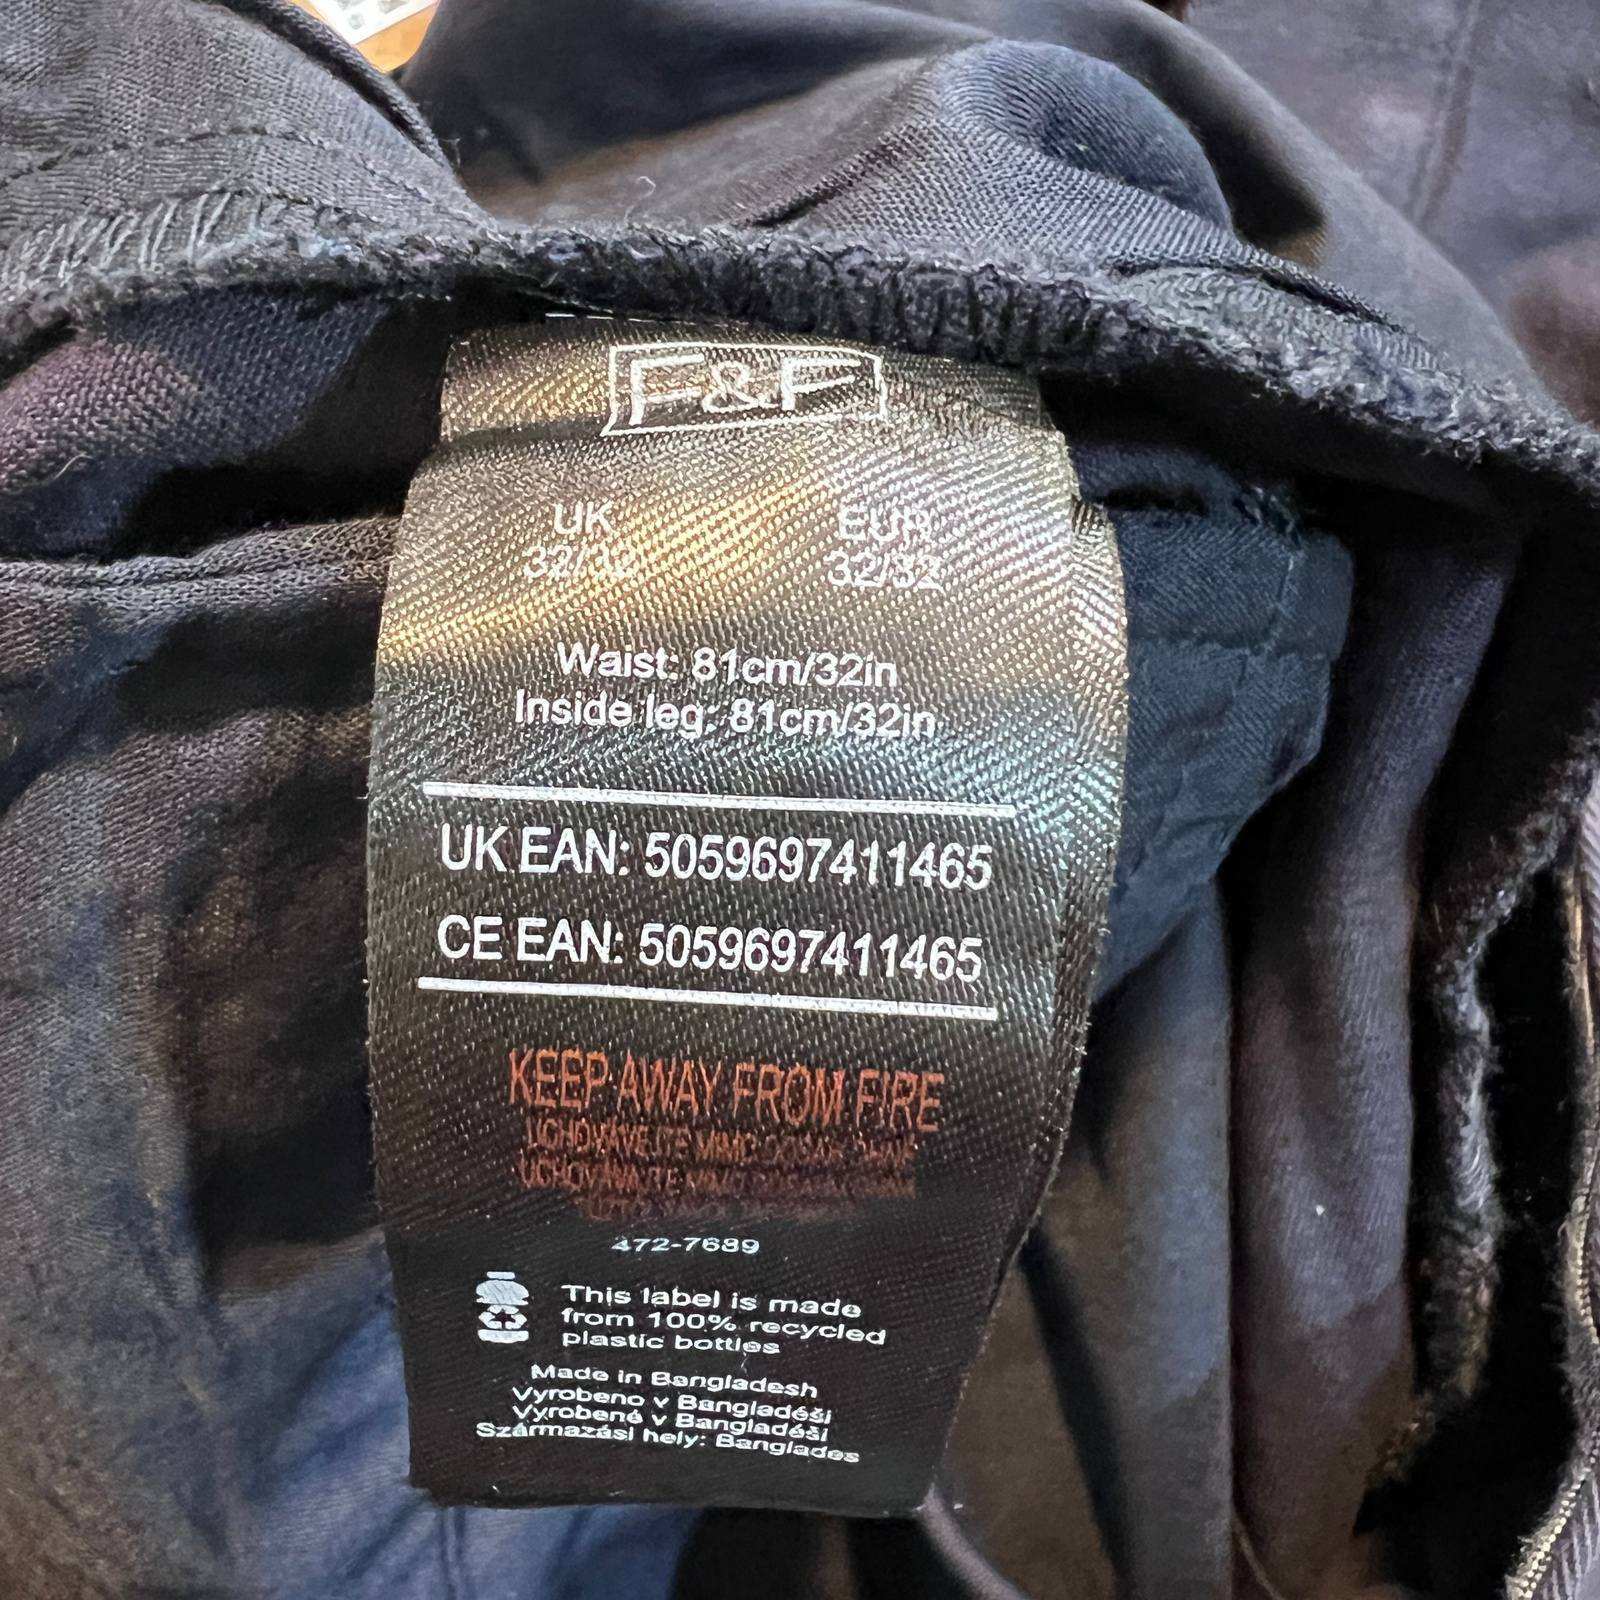 F&F
UK EUR
32/32 32/32
Waist: 81cm/32in
Inside leg: 81cm/32in
UK EAN: 5059697411465
CE EAN: 5059697411465
KEEP AWAY FROM FIRE
472-7689
This label is made
from 100% recycled
plastic bottles
Made in Bangladesh
Vyrobeno v Bangladéši
Vyrobené v Bangladéši
Származási hely: Banglades